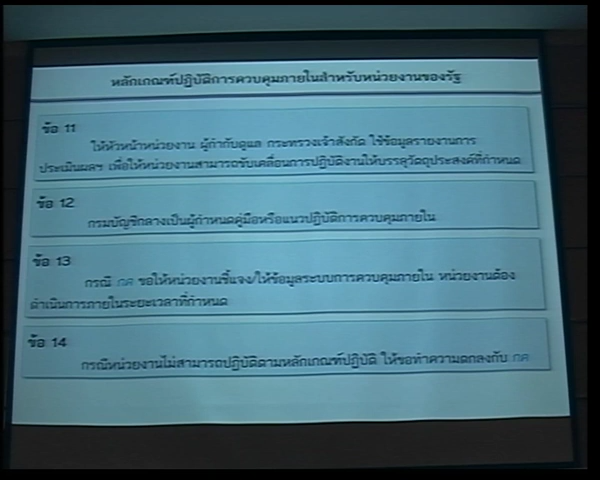 หลักเกณฑ์ปฏิบัติการควบคุมภายในสำหรับหน่วยงานของรัฐ
ข้อ 11
ให้หัวหน้าหน่วยงาน ผู้กำกับดูแล กระทรวงเจ้าสังกัด ใช้ข้อมูลรายงานการ
ประเมินผลฯ เพื่อให้หน่วยงานสามารถขับเคลื่อนการปฏิบัติงานให้บรรลุวัตถุประสงค์ที่กำหนด
ข้อ 12
กรมบัญชีกลางเป็นผู้กำหนดคู่มือหรือแนวปฏิบัติการควบคุมภายใน
ข้อ 13
กรณี กค ขอให้หน่วยงานชี้แจง/ให้ข้อมูลระบบการควบคุมภายใน หน่วยงานต้อง
ดำเนินการภายในระยะเวลาที่กำหนด
ข้อ 14
กรณีหน่วยงานไม่สามารถปฏิบัติตามหลักเกณฑ์ปฏิบัติ ให้ขอทำความตกลงกับ กค